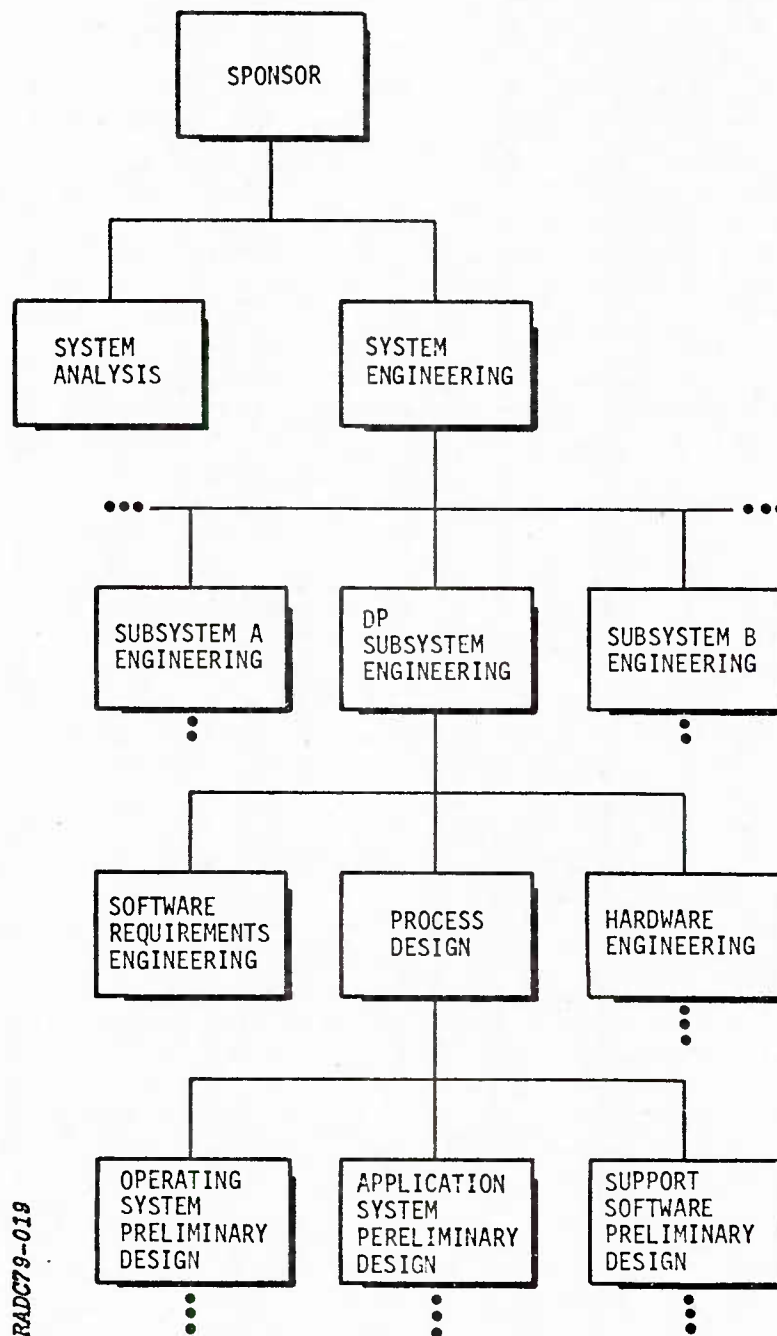 SPONSOR
SYSTEM
ANALYSIS
SYSTEM
ENGINEERING
SUBSYSTEM A
ENGINEERING
DP
SUBSYSTEM
ENGINEERING
SUBSYSTEM B
ENGINEERING
SOFTWARE
REQUIREMENTS
ENGINEERING
PROCESS
DESIGN
HARDWARE
ENGINEERING
OPERATING
SYSTEM
PRELIMINARY
DESIGN
APPLICATION
SYSTEM
PERELIMINARY
DESIGN
SUPPORT
SOFTWARE
PRELIMINARY
DESIGN
RADC79-019